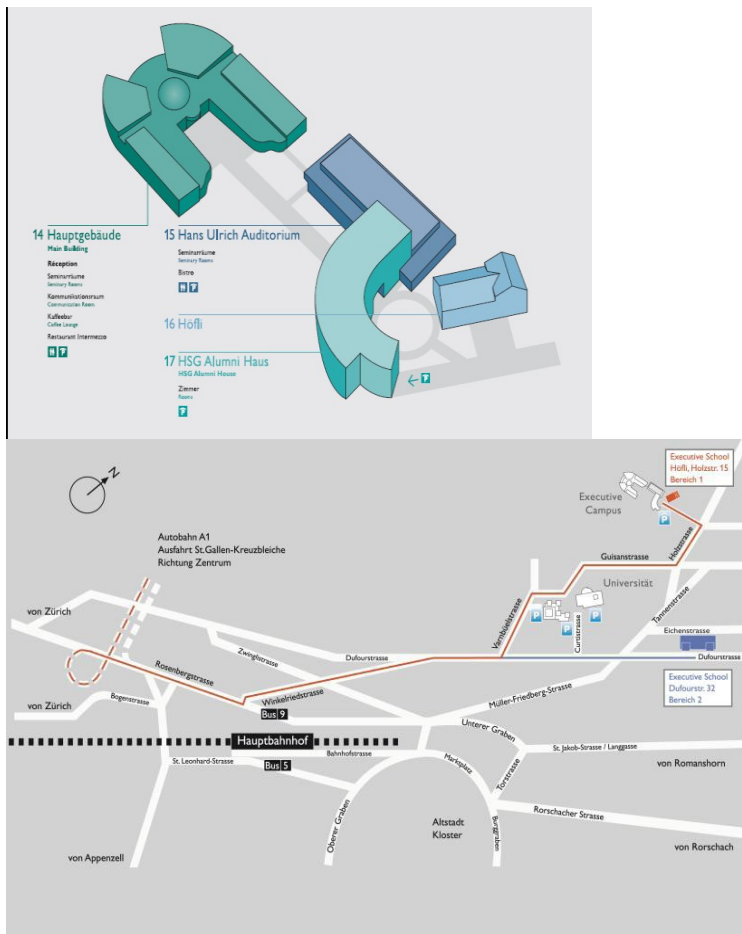 14 Hauptgebäude
Main Building
Réception
Seminarräume
Seminary Rooms
Kommunikationsraum
Communication Room
Kaffeebar
Coffee Lounge
Restaurant Intermezzo
15 Hans Ulrich Auditorium
Seminarräume
Seminary Rooms
Bistro
16 Höfli
17 HSG Alumni Haus
HSG Alumni House
Zimmer
Rooms
N
Executive School
Höfli, Holzstr. 15
Bereich 1
Executive
Campus
P
Autobahn A1
Ausfahrt St.Gallen-Kreuzbleiche
Richtung Zentrum
Guisanstrasse
Holzstrasse
Universität
von Zürich
Varnbüelstrasse
P
P
P
Curtistrasse
Tannenstrasse
Eichenstrasse
Zwinglistrasse
Dufourstrasse
Dufourstrasse
Rosenbergstrasse
Executive School
Dufourstr. 32
Bereich 2
von Zürich
Bogenstrasse
Winkelriedstrasse
Müller-Friedberg-Strasse
Bus 9
Unterer Graben
Hauptbahnhof
St. Jakob-Strasse / Langgasse
St. Leonhard-Strasse
Bahnhofstrasse
Bus 5
Marktplatz
Torstrasse
von Romanshorn
Oberer Graben
Altstadt
Kloster
Burggraben
Rorschacher Strasse
von Appenzell
von Rorschach